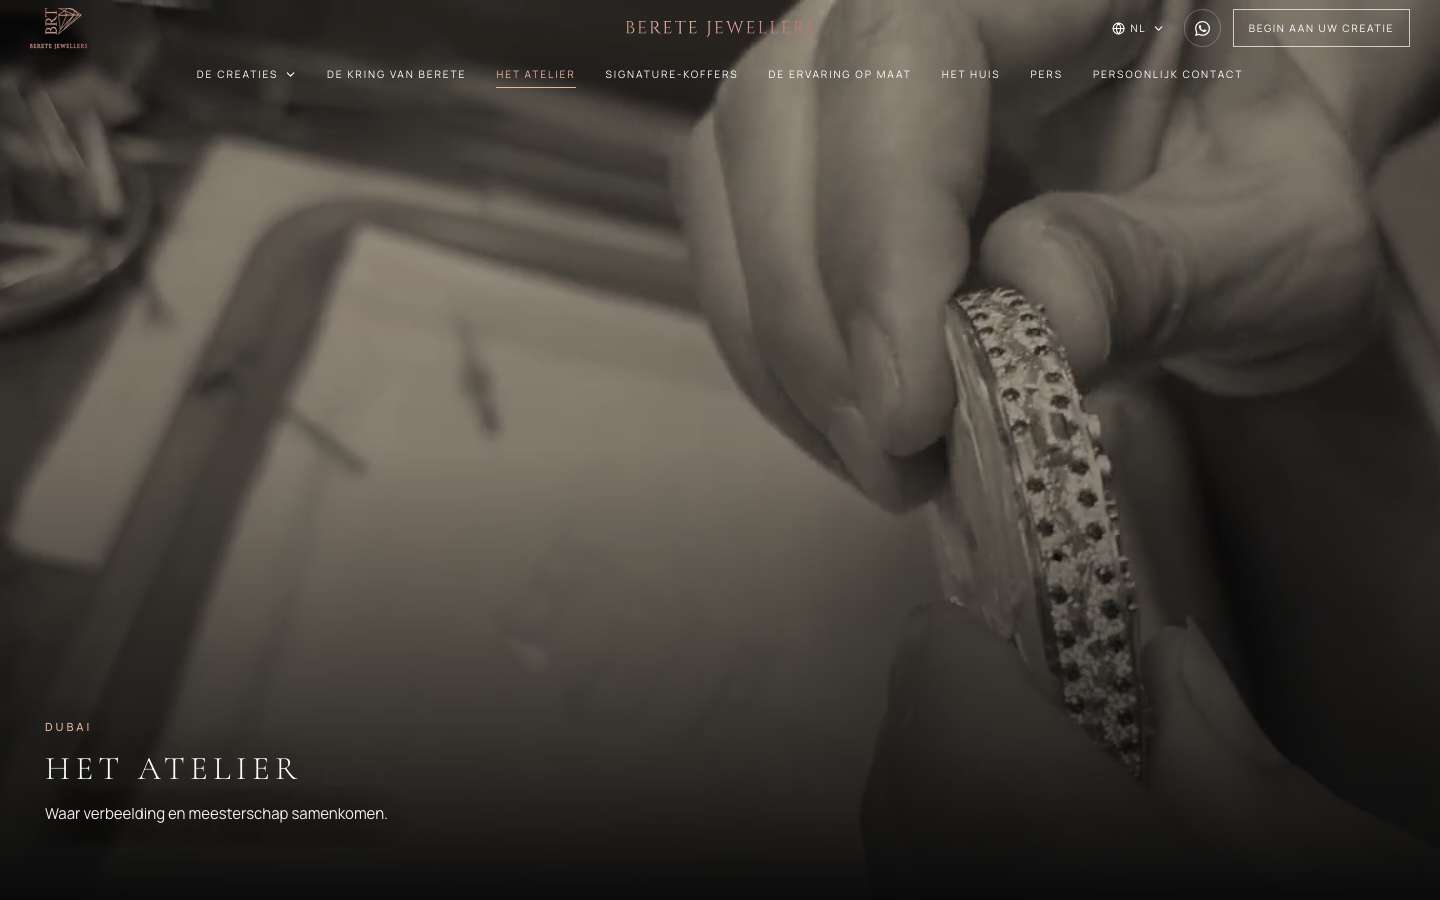 BRT
BERETE JEWELLERS
BERETE JEWELLERS
NL
BEGIN AAN UW CREATIE
DE CREATIES
DE KRING VAN BERETE
HET ATELIER
SIGNATURE-KOFFERS
DE ERVARING OP MAAT
HET HUIS
PERS
PERSOONLIJK CONTACT
DUBAI
HET ATELIER
Waar verbeelding en meesterschap samenkomen.